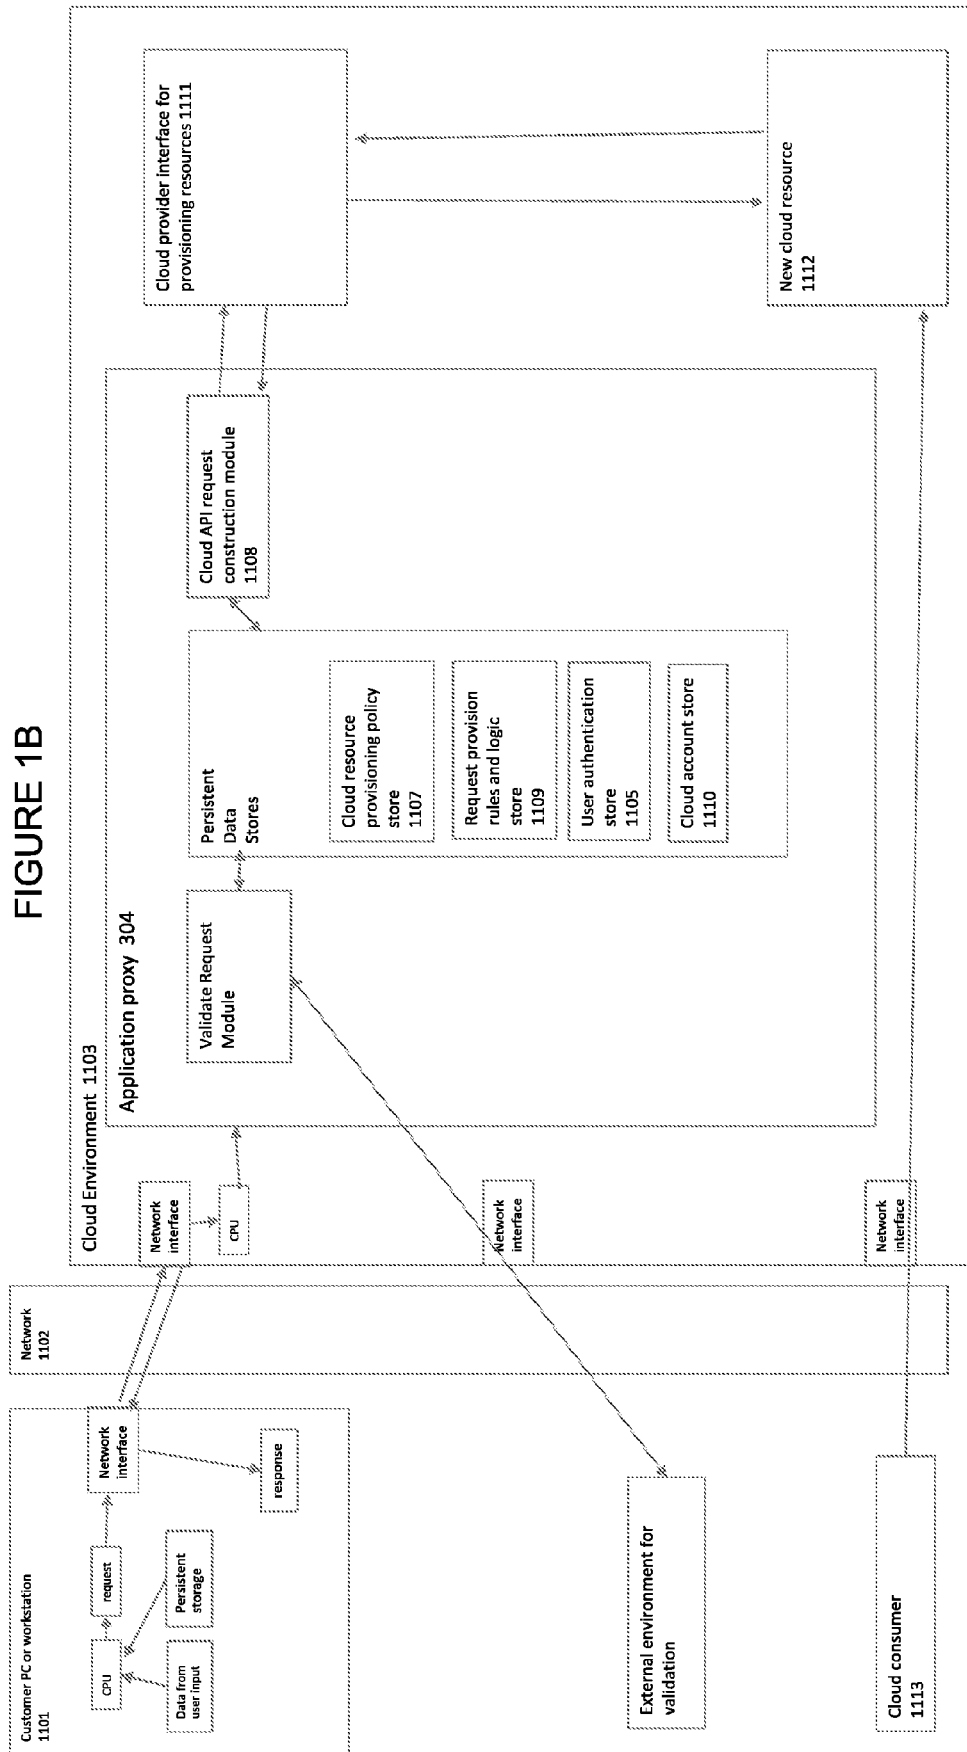 FIGURE 1B
Customer PC or workstation
1101
CPU
request
Data from
user input
Persistent
storage
Network
interface
response
Network
1102
Cloud Environment 1103
Network
interface
CPU
Application proxy 304
Validate Request
Module
Persistent
Data
Stores
Cloud resource
provisioning policy
store
1107
Request provision
rules and logic
store
1109
User authentication
store
1105
Cloud account store
1110
Cloud API request
construction module
1108
Cloud provider interface for
provisioning resources 1111
External environment for
validation
Network
interface
Cloud consumer
1113
Network
interface
New cloud resource
1112